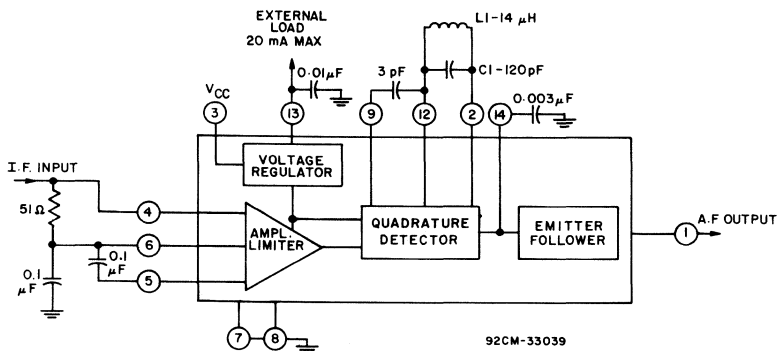 EXTERNAL
LOAD
20 mA MAX
L1-14 μH
0.01μF
3 pF
C1-120pF
VCC
0.003μF
3
13
9
12
2
14
I.F. INPUT
VOLTAGE
REGULATOR
51Ω
4
6
5
AMPL.
LIMITER
QUADRATURE
DETECTOR
EMITTER
FOLLOWER
1
A.F OUTPUT
0.1
μF
0.1
μF
7
8
92CM-33039